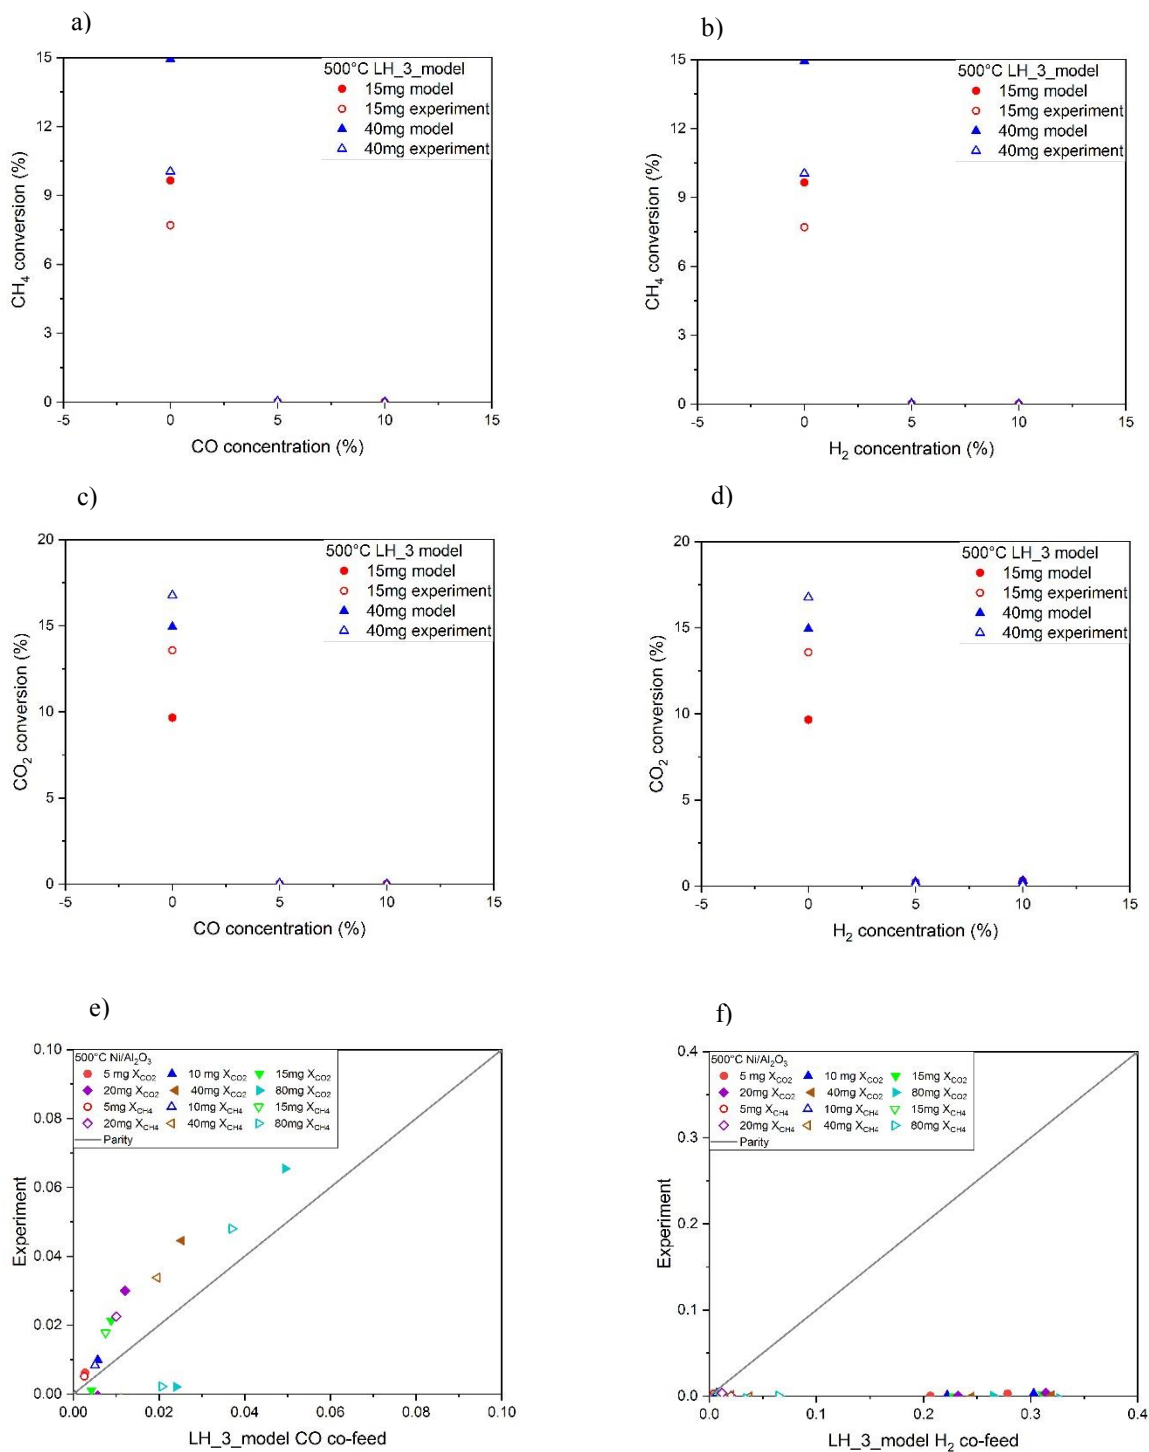 a)
15
12
9
6
3
0
CH4 conversion (%)
500°C LH_3_model
15mg model
15mg experiment
40mg model
40mg experiment
-5 0 5 10 15
CO concentration (%)
b)
15
12
9
6
3
0
CH4 conversion (%)
500°C LH_3_model
15mg model
15mg experiment
40mg model
40mg experiment
-5 0 5 10 15
H2 concentration (%)
c)
20
15
10
5
0
CO2 conversion (%)
500°C LH_3 model
15mg model
15mg experiment
40mg model
40mg experiment
-5 0 5 10 15
CO concentration (%)
d)
20
15
10
5
0
CO2 conversion (%)
500°C LH_3 model
15mg model
15mg experiment
40mg model
40mg experiment
-5 0 5 10 15
H2 concentration (%)
e)
0.10
0.08
0.06
0.04
0.02
0.00
Experiment
500°C Ni/Al2O3
5 mg XCO2 10 mg XCO2 15mg XCO2
20mg XCO2 40mg XCO2 80mg XCO2
5mg XCH4 10mg XCH4 15mg XCH4
20mg XCH4 40mg XCH4 80mg XCH4
Parity
0.00 0.02 0.04 0.06 0.08 0.10
LH_3_model CO co-feed
f)
0.4
0.3
0.2
0.1
0.0
Experiment
500°C Ni/Al2O3
5 mg XCO2 10 mg XCO2 15mg XCO2
20mg XCO2 40mg XCO2 80mg XCO2
5mg XCH4 10mg XCH4 15mg XCH4
20mg XCH4 40mg XCH4 80mg XCH4
Parity
0.0 0.1 0.2 0.3 0.4
LH_3_model H2 co-feed